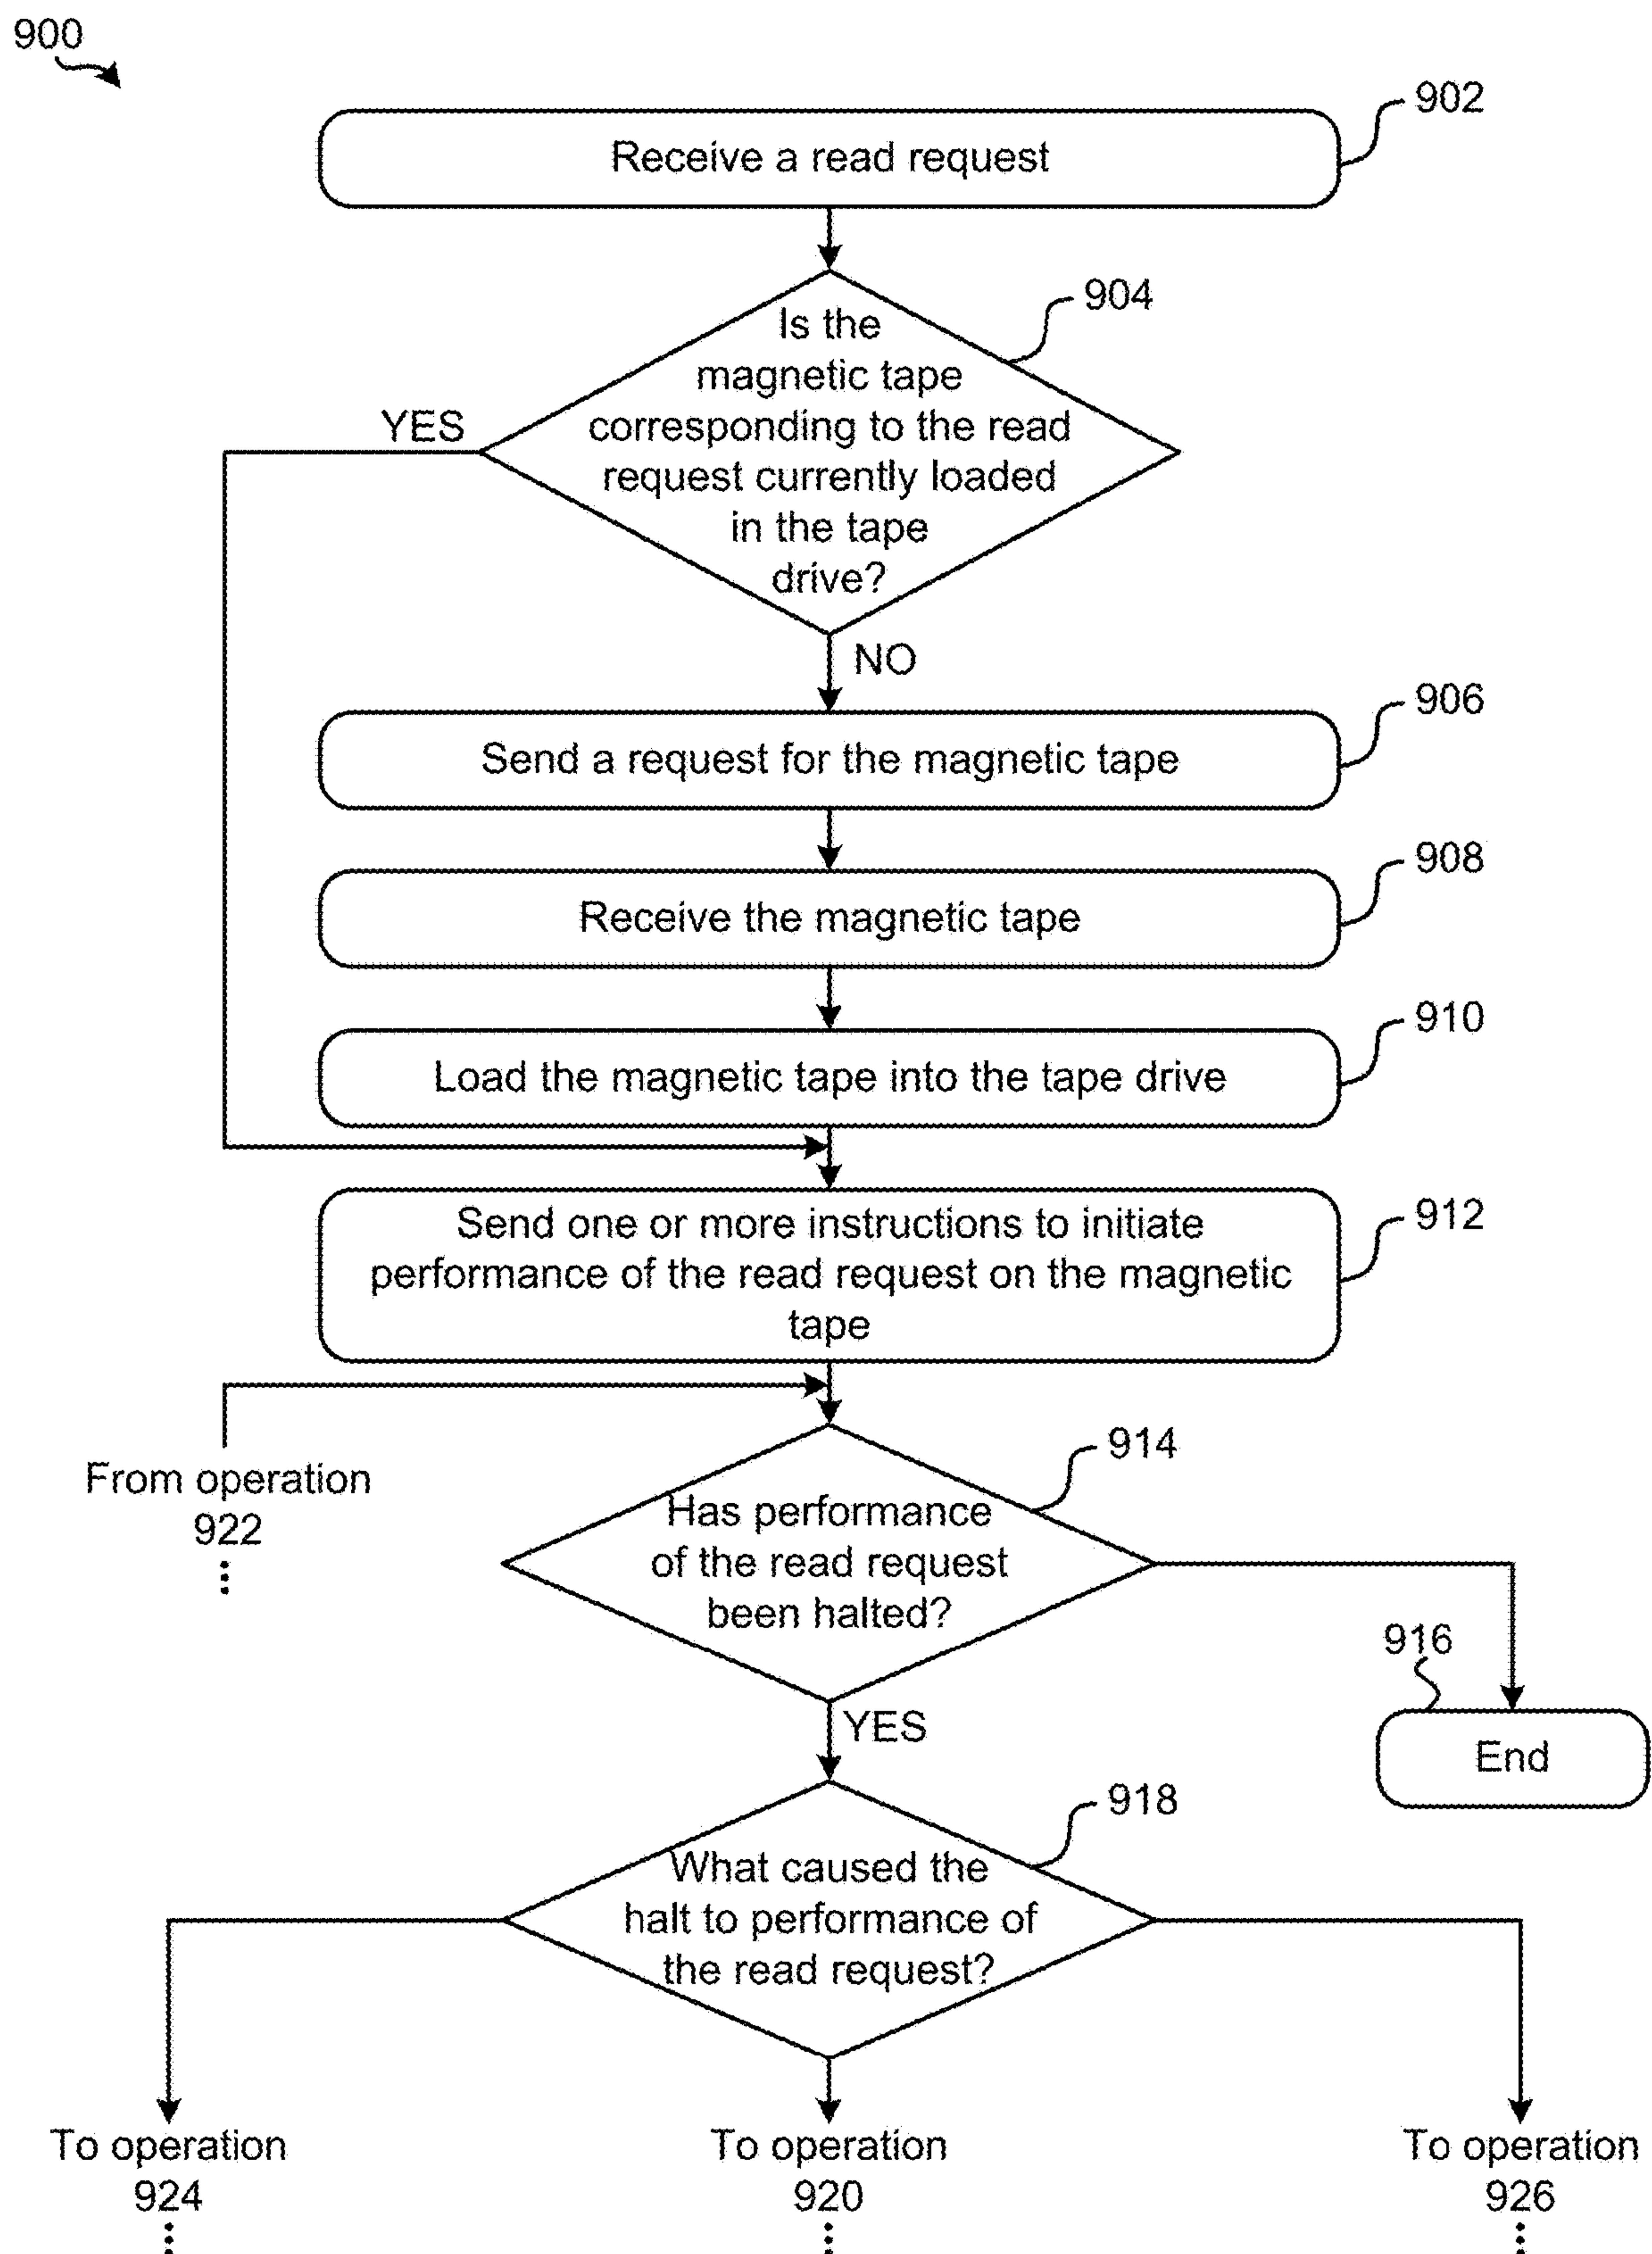 900
902
Receive a read request
904
Is the
magnetic tape
corresponding to the read
request currently loaded
in the tape
drive?
YES
NO
906
Send a request for the magnetic tape
908
Receive the magnetic tape
910
Load the magnetic tape into the tape drive
912
Send one or more instructions to initiate
performance of the read request on the magnetic
tape
From operation
922
914
Has performance
of the read request
been halted?
916
End
YES
918
What caused the
halt to performance of
the read request?
To operation
924
To operation
920
To operation
926